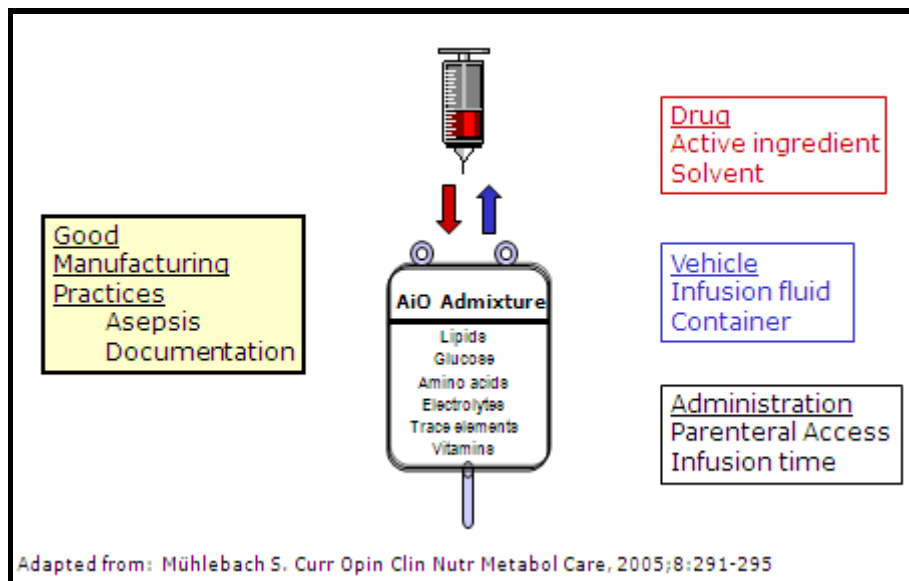 Drug
Active ingredient
Solvent
Good
Manufacturing
Practices
Asepsis
Documentation
AiO Admixture
Lipids
Glucose
Amino acids
Electrolytes
Trace elements
Vitamins
Vehicle
Infusion fluid
Container
Administration
Parenteral Access
Infusion time
Adapted from: Mühlebach S. Curr Opin Clin Nutr Metabol Care, 2005;8:291-295